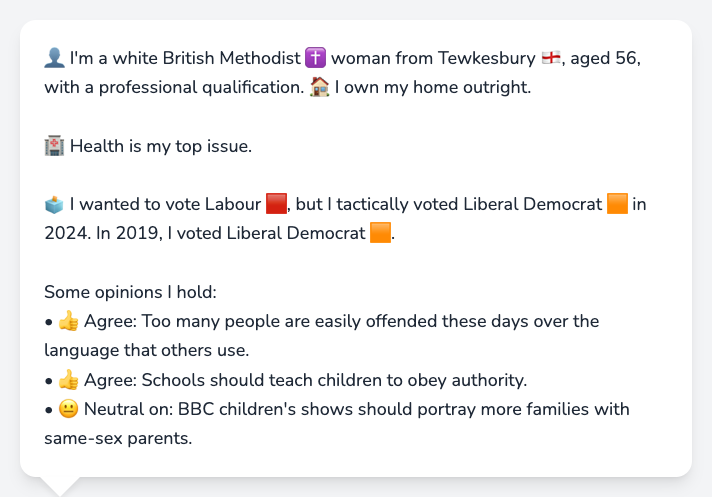 👤 I'm a white British Methodist ✝️ woman from Tewkesbury 🏴󠁧󠁢󠁥󠁮󠁧󠁿, aged 56,
with a professional qualification. 🏠 I own my home outright.
🏥 Health is my top issue.
🗳️ I wanted to vote Labour 🟥, but I tactically voted Liberal Democrat 🟧 in
2024. In 2019, I voted Liberal Democrat 🟧.
Some opinions I hold:
• 👍 Agree: Too many people are easily offended these days over the
language that others use.
• 👍 Agree: Schools should teach children to obey authority.
• 😐 Neutral on: BBC children's shows should portray more families with
same-sex parents.